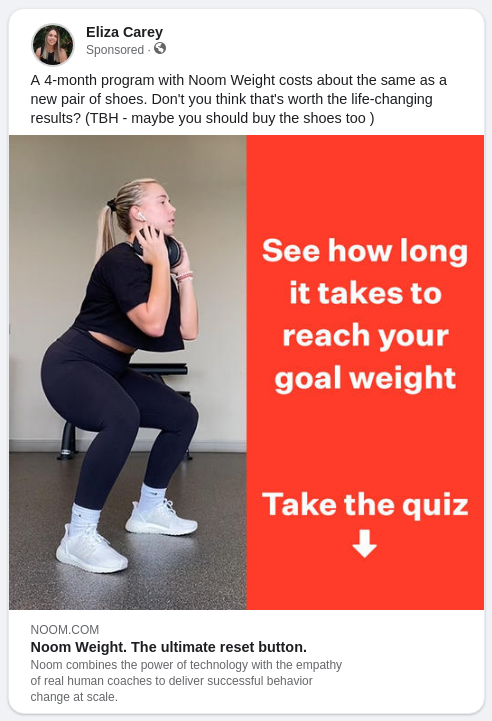 Eliza Carey
Sponsored ·
A 4-month program with Noom Weight costs about the same as a
new pair of shoes. Don't you think that's worth the life-changing
results? (TBH - maybe you should buy the shoes too )
See how long
it takes to
reach your
goal weight
Take the quiz
NOOM.COM
Noom Weight. The ultimate reset button.
Noom combines the power of technology with the empathy
of real human coaches to deliver successful behavior
change at scale.